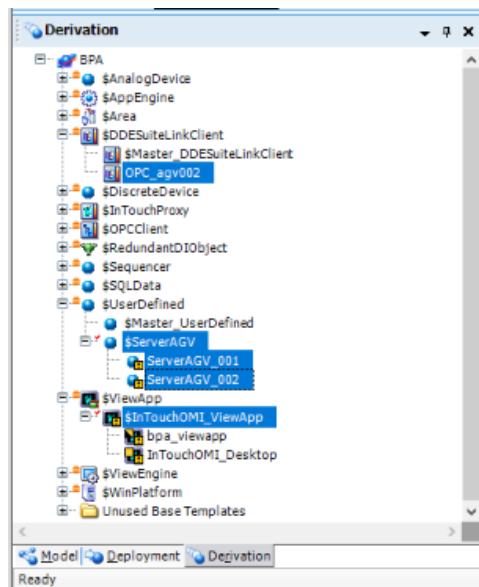 Derivation
BPA
$AnalogDevice
$AppEngine
$Area
$DDESuiteLinkClient
$Master_DDESuiteLinkClient
OPC_agv002
$DiscreteDevice
$InTouchProxy
$OPCClient
$RedundantDIObject
$Sequencer
$SQLData
$UserDefined
$Master_UserDefined
$ServerAGV
ServerAGV_001
ServerAGV_002
$ViewApp
$InTouchOMI_ViewApp
bpa_viewapp
InTouchOMI_Desktop
$ViewEngine
$WinPlatform
Unused Base Templates
Model Deployment Derivation
Ready